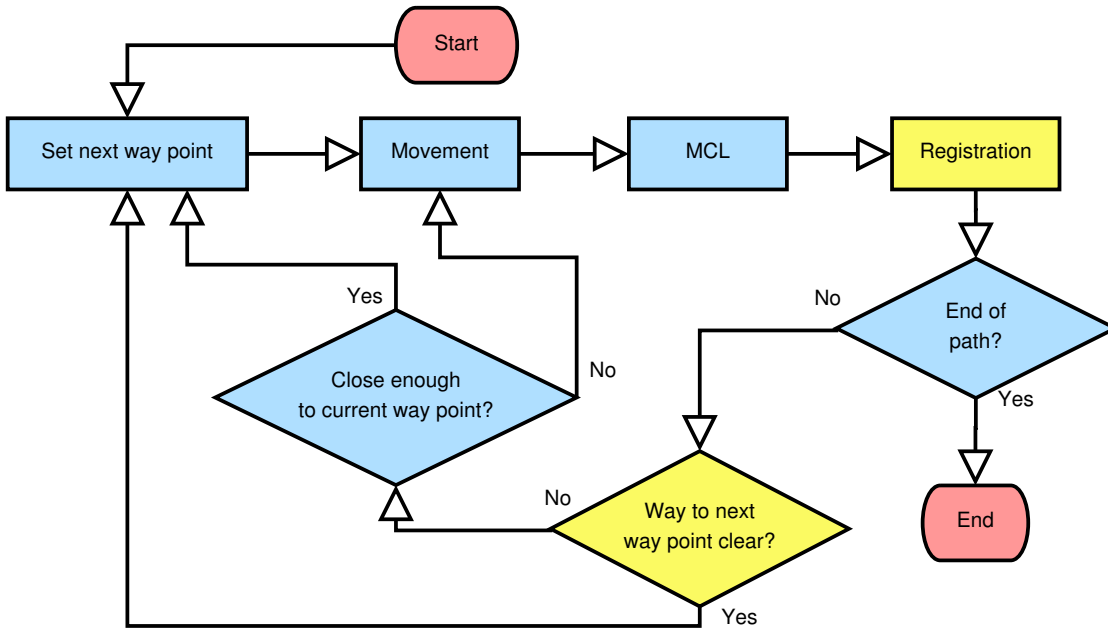 Start
Set next way point
Movement
MCL
Registration
Yes
No
No
End of
path?
Close enough
to current way point?
No
Yes
No
Way to next
way point clear?
End
Yes